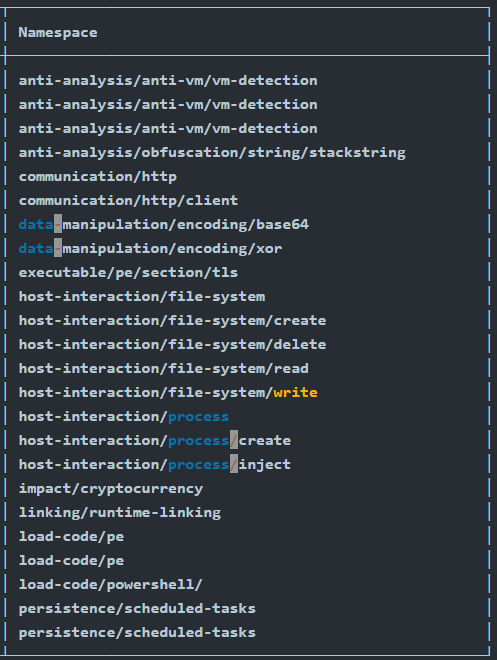 Namespace
anti-analysis/anti-vm/vm-detection
anti-analysis/anti-vm/vm-detection
anti-analysis/anti-vm/vm-detection
anti-analysis/obfuscation/string/stackstring
communication/http
communication/http/client
data-manipulation/encoding/base64
data-manipulation/encoding/xor
executable/pe/section/tls
host-interaction/file-system
host-interaction/file-system/create
host-interaction/file-system/delete
host-interaction/file-system/read
host-interaction/file-system/write
host-interaction/process
host-interaction/process/create
host-interaction/process/inject
impact/cryptocurrency
linking/runtime-linking
load-code/pe
load-code/pe
load-code/powershell/
persistence/scheduled-tasks
persistence/scheduled-tasks